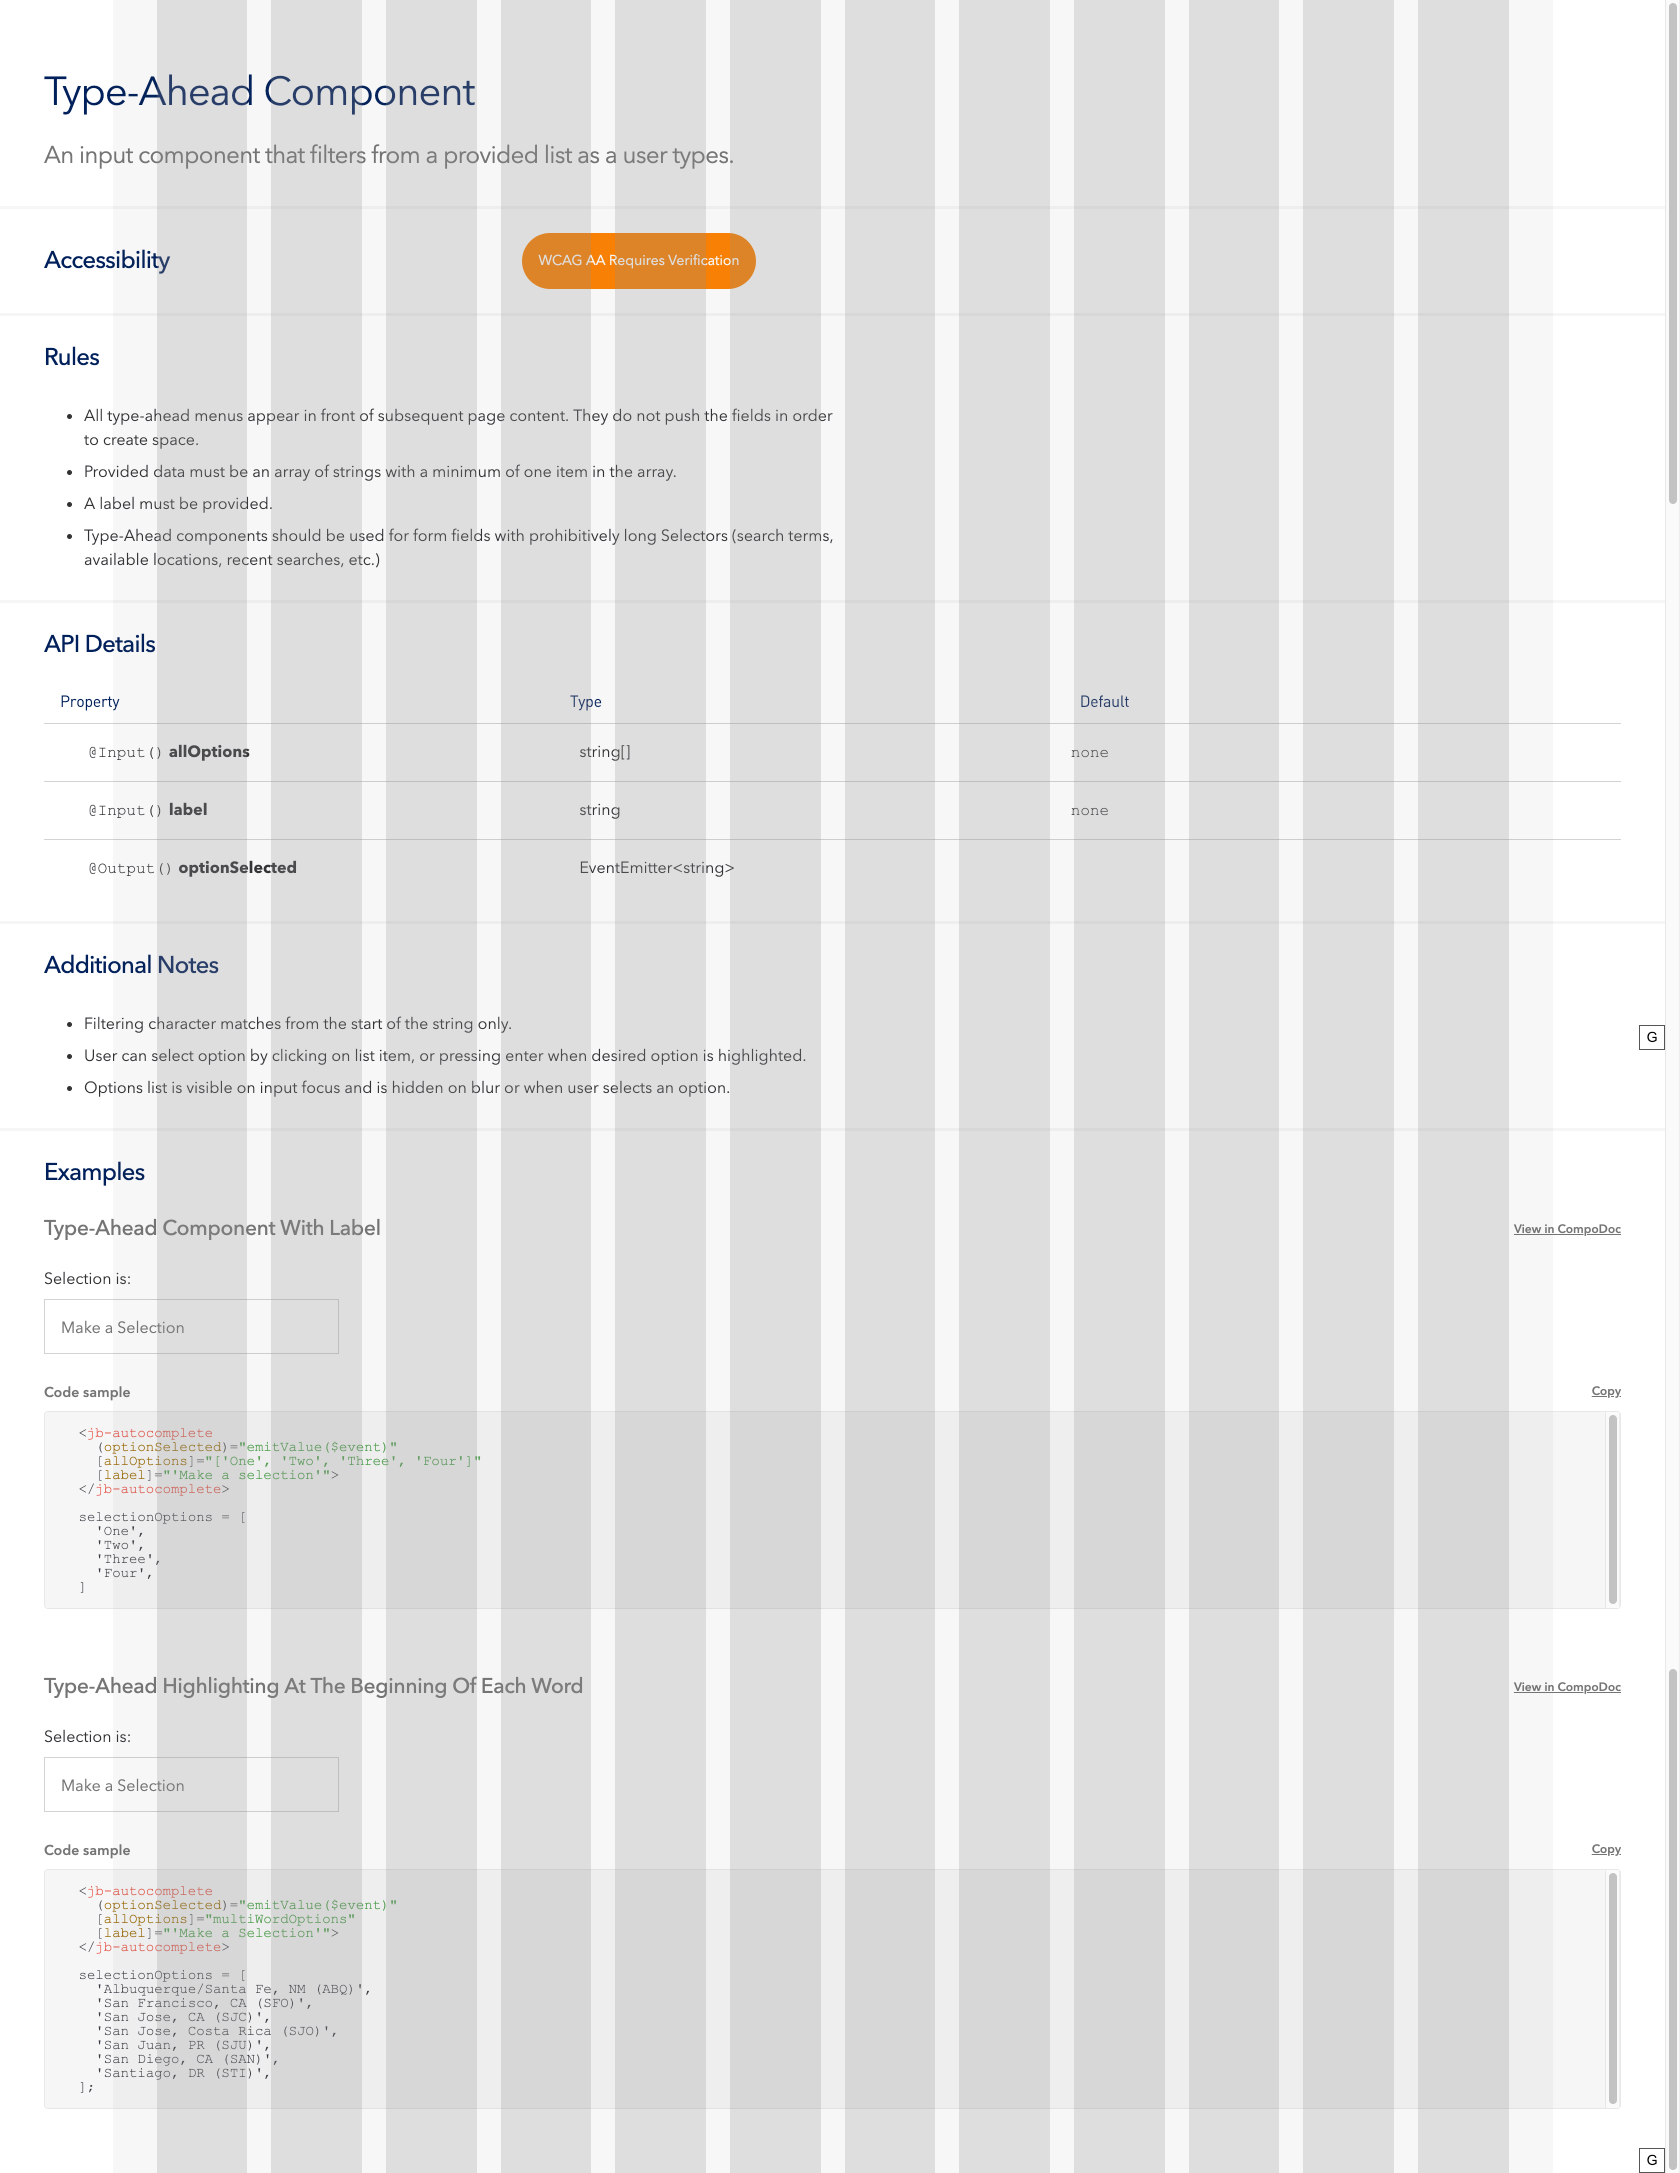 Type-Ahead Component
An input component that filters from a provided list as a user types.
Accessibility
WCAG AA Requires Verification
Rules
• All type-ahead menus appear in front of subsequent page content. They do not push the fields in order
to create space.
• Provided data must be an array of strings with a minimum of one item in the array.
• A label must be provided.
• Type-Ahead components should be used for form fields with prohibitively long Selectors (search terms,
available locations, recent searches, etc.)
API Details
Property Type Default
@Input() allOptions string[] none
@Input() label string none
@Output() optionSelected EventEmitter<string>
Additional Notes
• Filtering character matches from the start of the string only.
G
• User can select option by clicking on list item, or pressing enter when desired option is highlighted.
• Options list is visible on input focus and is hidden on blur or when user selects an option.
Examples
Type-Ahead Component With Label View in CompoDoc
Selection is:
Make a Selection
Code sample Copy
<jb-autocomplete
(optionSelected)="emitValue($event)"
[allOptions]="['One', 'Two', 'Three', 'Four']"
[label]="'Make a selection'">
</jb-autocomplete>
selectionOptions = [
'One',
'Two',
'Three',
'Four',
]
Type-Ahead Highlighting At The Beginning Of Each Word View in CompoDoc
Selection is:
Make a Selection
Code sample Copy
<jb-autocomplete
(optionSelected)="emitValue($event)"
[allOptions]="multiWordOptions"
[label]="'Make a Selection'">
</jb-autocomplete>
selectionOptions = [
'Albuquerque/Santa Fe, NM (ABQ)',
'San Francisco, CA (SFO)',
'San Jose, CA (SJC)',
'San Jose, Costa Rica (SJO)',
'San Juan, PR (SJU)',
'San Diego, CA (SAN)',
'Santiago, DR (STI)',
];
G